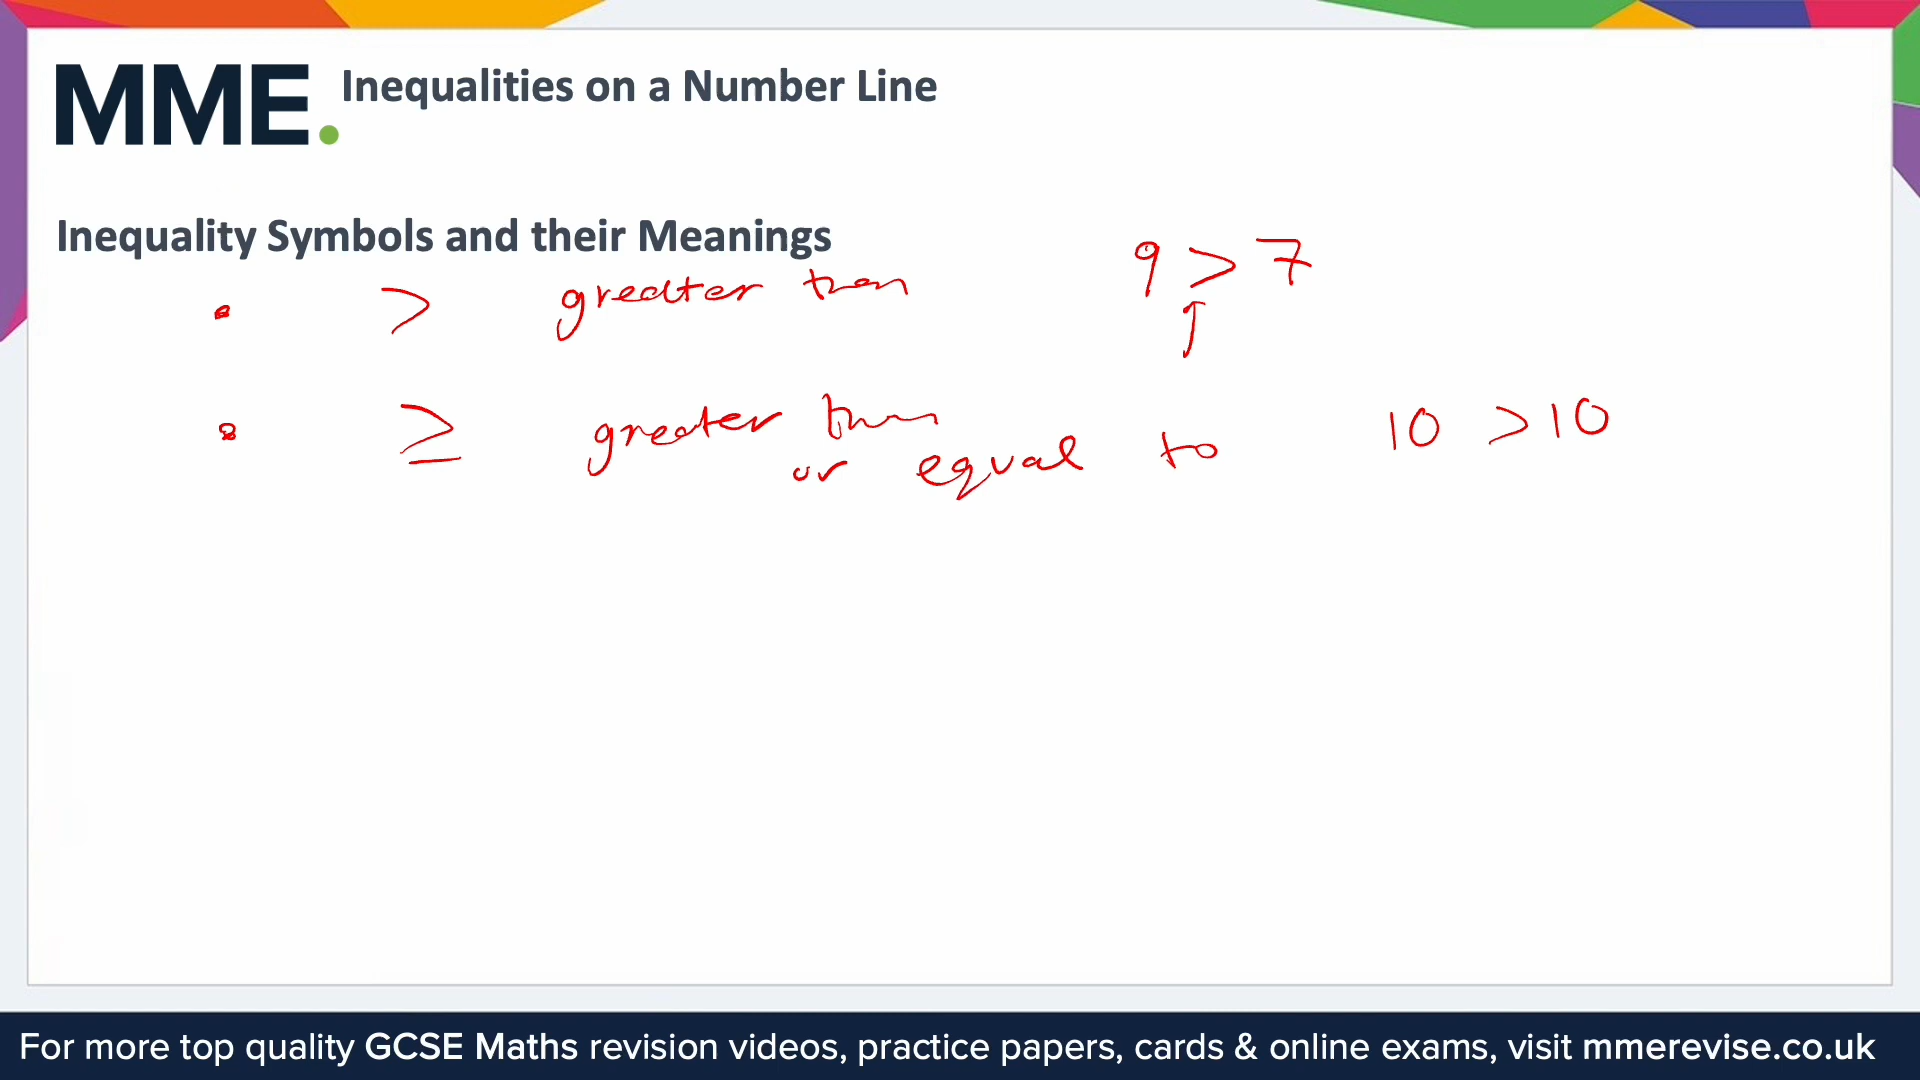 MME. Inequalities on a Number Line
Inequality Symbols and their Meanings
• > greater than 9 > 7
• ≥ greater than 10 > 10
or equal to
For more top quality GCSE Maths revision videos, practice papers, cards & online exams, visit mmerevise.co.uk